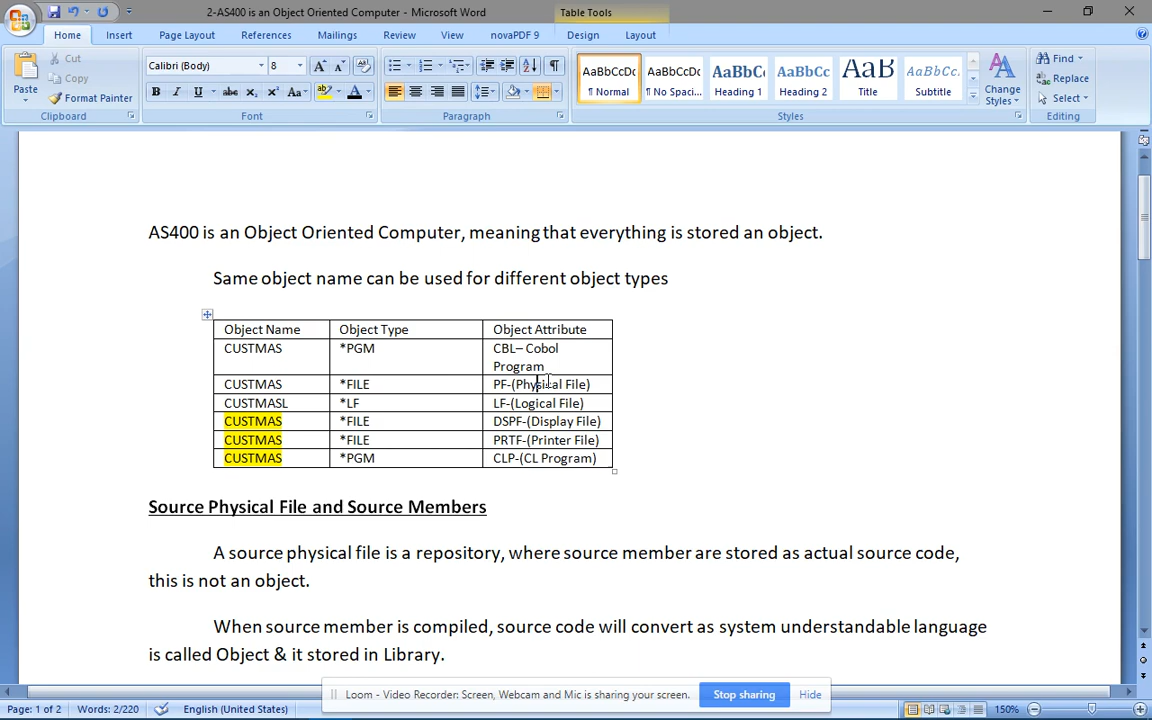 2-AS400 is an Object Oriented Computer - Microsoft Word
Table Tools
Home Insert Page Layout References Mailings Review View novaPDF 9 Design Layout
Paste
Cut
Copy
Format Painter
Clipboard
Calibri (Body) 8
Font
Paragraph
AaBbCcDc AaBbCcDc AaBbC AaBbCc AaB AaBbCc.
¶ Normal ¶ No Spaci... Heading 1 Heading 2 Title Subtitle
Change Styles
Styles
Find
Replace
Select
Editing
AS400 is an Object Oriented Computer, meaning that everything is stored an object.
Same object name can be used for different object types
Object Name Object Type Object Attribute
CUSTMAS *PGM CBL– Cobol
Program
CUSTMAS *FILE PF-(Physical File)
CUSTMASL *LF LF-(Logical File)
CUSTMAS *FILE DSPF-(Display File)
CUSTMAS *FILE PRTF-(Printer File)
CUSTMAS *PGM CLP-(CL Program)
Source Physical File and Source Members
A source physical file is a repository, where source member are stored as actual source code,
this is not an object.
When source member is compiled, source code will convert as system understandable language
is called Object & it stored in Library.
Loom - Video Recorder: Screen, Webcam and Mic is sharing your screen. Stop sharing Hide
Page: 1 of 2 Words: 2/220 English (United States) 150%